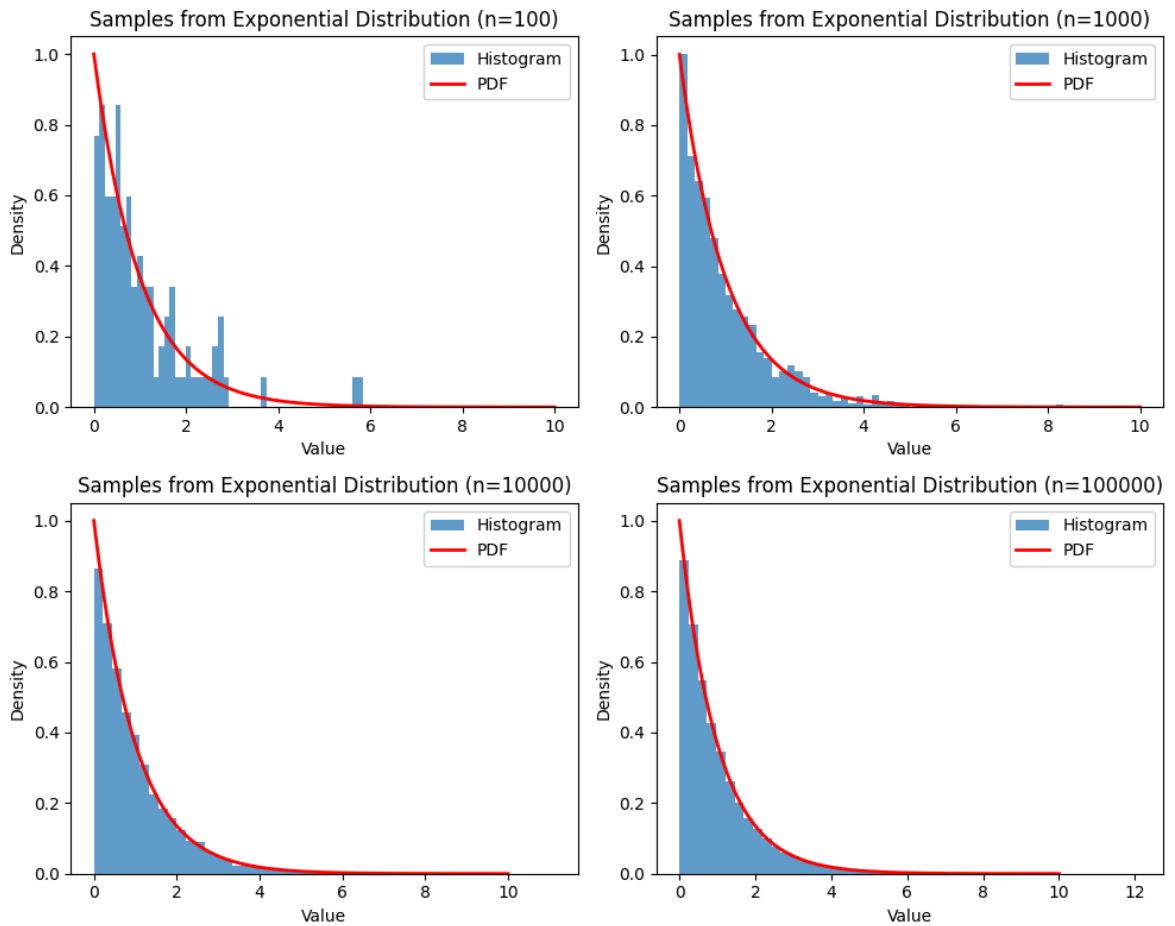 Samples from Exponential Distribution (n=100)
Histogram
PDF
Density
1.0
0.8
0.6
0.4
0.2
0.0
0 2 4 6 8 10
Value
Samples from Exponential Distribution (n=1000)
Histogram
PDF
Density
1.0
0.8
0.6
0.4
0.2
0.0
0 2 4 6 8 10
Value
Samples from Exponential Distribution (n=10000)
Histogram
PDF
Density
1.0
0.8
0.6
0.4
0.2
0.0
0 2 4 6 8 10
Value
Samples from Exponential Distribution (n=100000)
Histogram
PDF
Density
1.0
0.8
0.6
0.4
0.2
0.0
0 2 4 6 8 10 12
Value